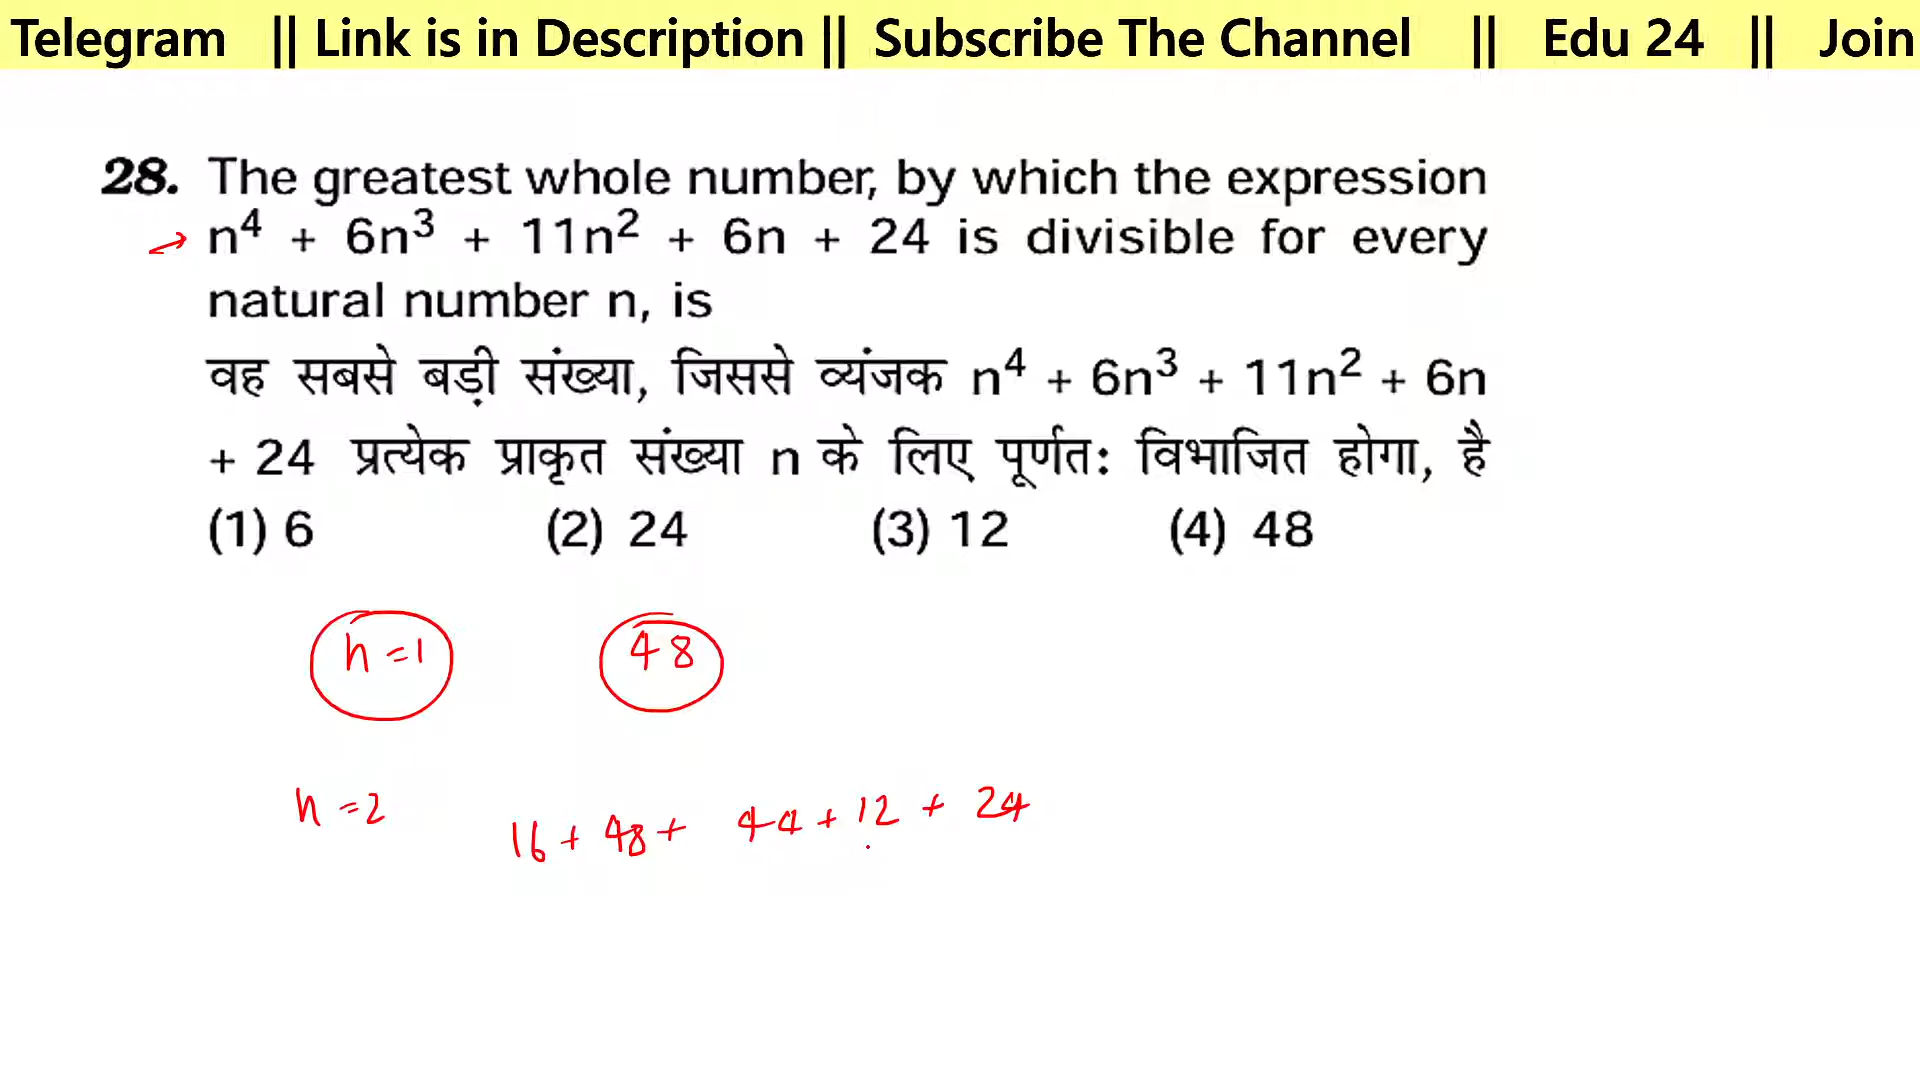 Telegram || Link is in Description || Subscribe The Channel || Edu 24 || Join
28. The greatest whole number, by which the expression
n⁴ + 6n³ + 11n² + 6n + 24 is divisible for every
natural number n, is
वह सबसे बड़ी संख्या, जिससे व्यंजक n⁴ + 6n³ + 11n² + 6n
+ 24 प्रत्येक प्राकृत संख्या n के लिए पूर्णत: विभाजित होगा, है
(1) 6 (2) 24 (3) 12 (4) 48
n=1 48
n=2 16 + 48 + 44 + 12 + 24